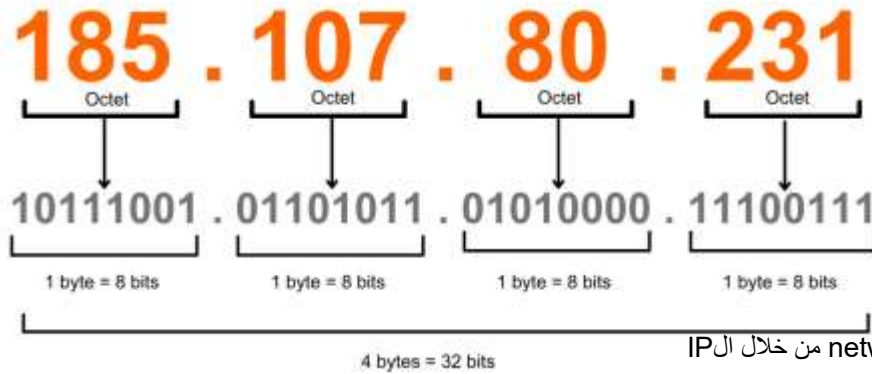 185 . 107 . 80 . 231
Octet Octet Octet Octet
10111001 . 01101011 . 01010000 . 11100111
1 byte = 8 bits 1 byte = 8 bits 1 byte = 8 bits 1 byte = 8 bits
من خلال الIP
4 bytes = 32 bits